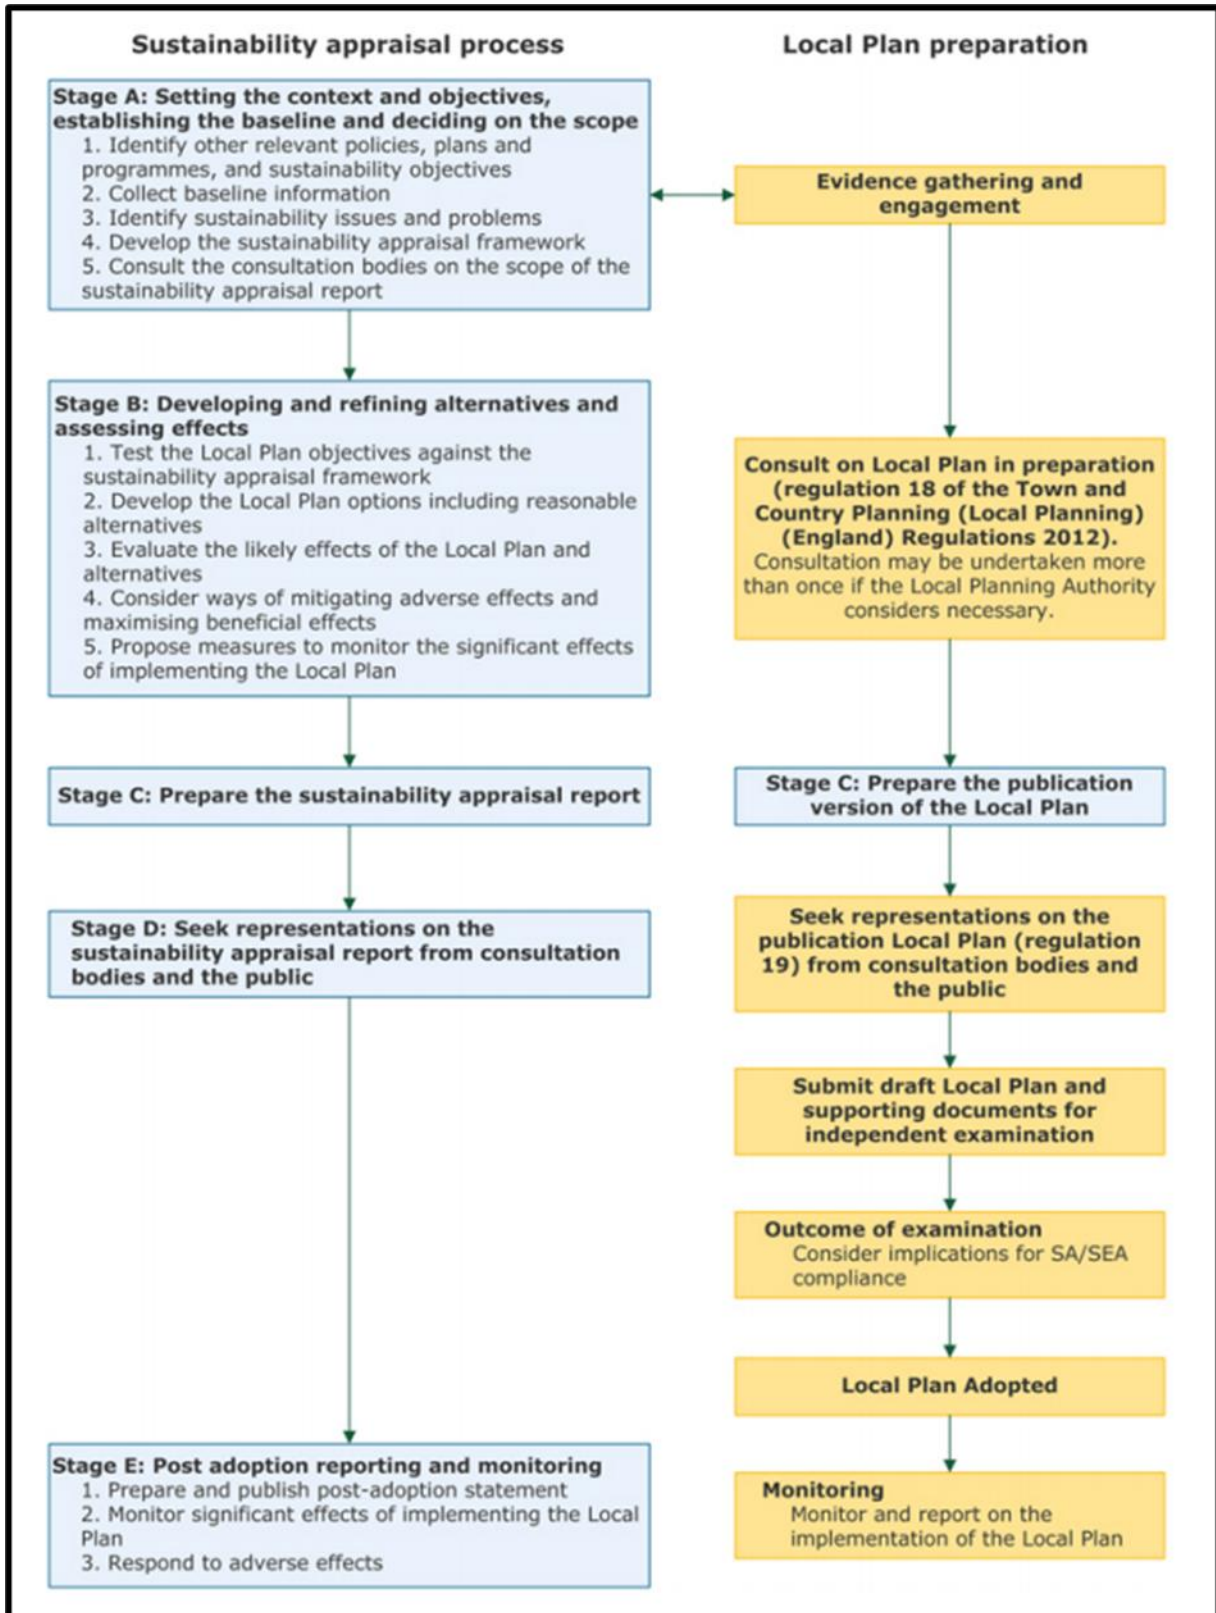 Sustainability appraisal process
Stage A: Setting the context and objectives,
establishing the baseline and deciding on the scope
1. Identify other relevant policies, plans and
programmes, and sustainability objectives
2. Collect baseline information
3. Identify sustainability issues and problems
4. Develop the sustainability appraisal framework
5. Consult the consultation bodies on the scope of the
sustainability appraisal report
Stage B: Developing and refining alternatives and
assessing effects
1. Test the Local Plan objectives against the
sustainability appraisal framework
2. Develop the Local Plan options including reasonable
alternatives
3. Evaluate the likely effects of the Local Plan and
alternatives
4. Consider ways of mitigating adverse effects and
maximising beneficial effects
5. Propose measures to monitor the significant effects
of implementing the Local Plan
Stage C: Prepare the sustainability appraisal report
Stage D: Seek representations on the
sustainability appraisal report from consultation
bodies and the public
Stage E: Post adoption reporting and monitoring
1. Prepare and publish post-adoption statement
2. Monitor significant effects of implementing the Local
Plan
3. Respond to adverse effects
Local Plan preparation
Evidence gathering and
engagement
Consult on Local Plan in preparation
(regulation 18 of the Town and
Country Planning (Local Planning)
(England) Regulations 2012).
Consultation may be undertaken more
than once if the Local Planning Authority
considers necessary.
Stage C: Prepare the publication
version of the Local Plan
Seek representations on the
publication Local Plan (regulation
19) from consultation bodies and
the public
Submit draft Local Plan and
supporting documents for
independent examination
Outcome of examination
Consider implications for SA/SEA
compliance
Local Plan Adopted
Monitoring
Monitor and report on the
implementation of the Local Plan